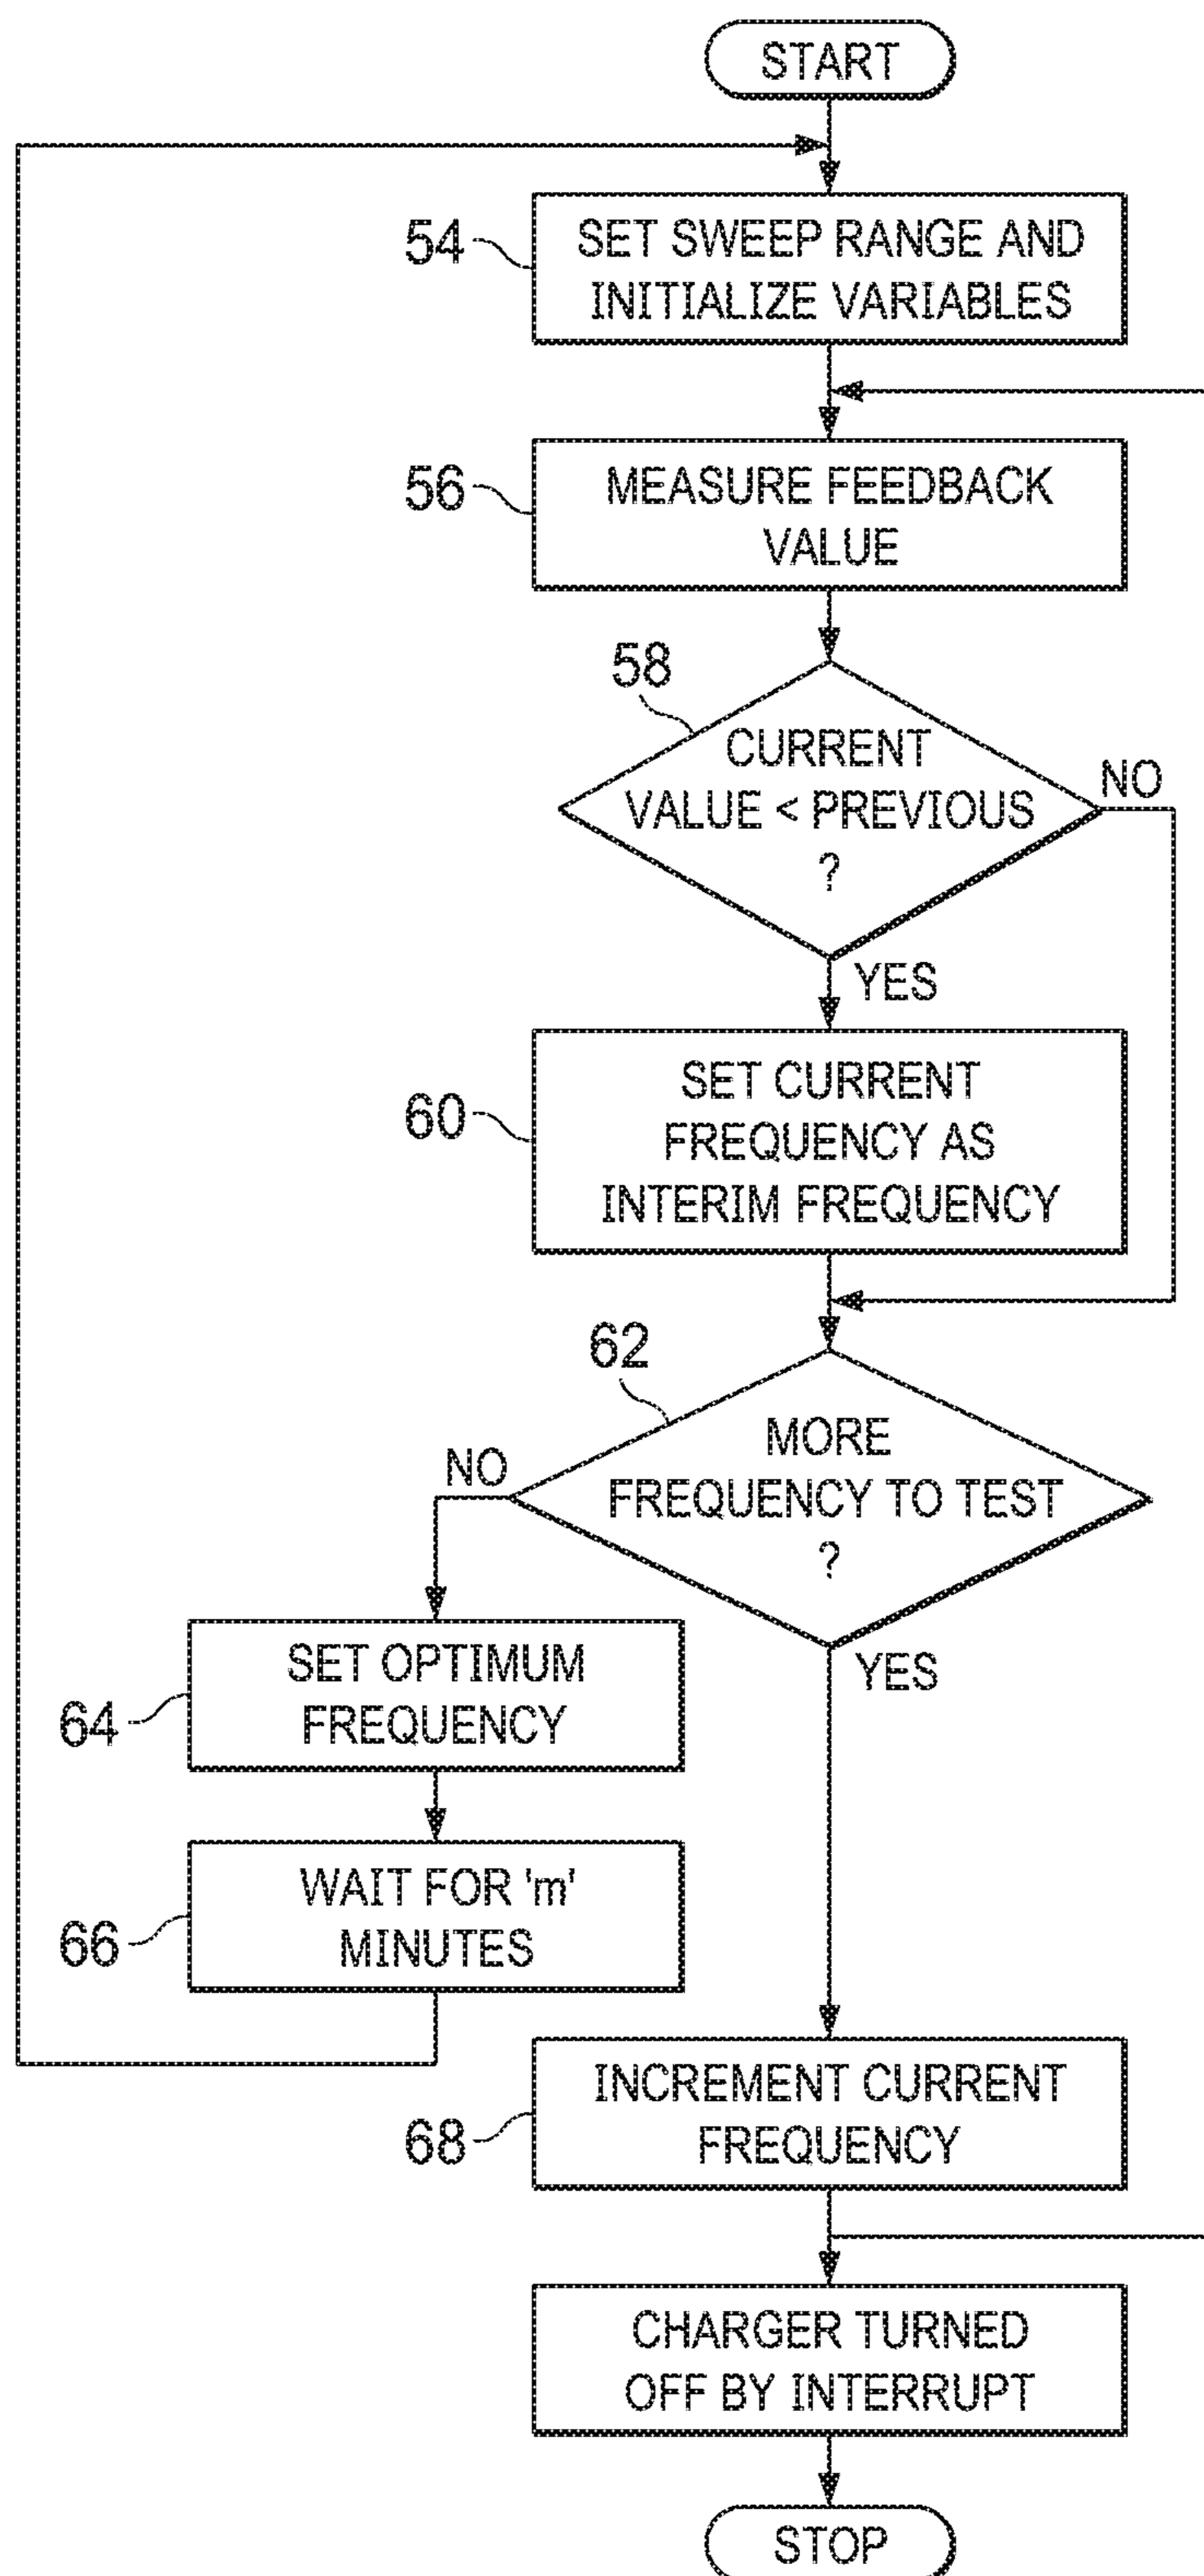 START
54
SET SWEEP RANGE AND
INITIALIZE VARIABLES
56
MEASURE FEEDBACK
VALUE
58
CURRENT
VALUE < PREVIOUS
?
NO
YES
60
SET CURRENT
FREQUENCY AS
INTERIM FREQUENCY
62
MORE
FREQUENCY TO TEST
?
NO
YES
64
SET OPTIMUM
FREQUENCY
66
WAIT FOR 'm'
MINUTES
68
INCREMENT CURRENT
FREQUENCY
CHARGER TURNED
OFF BY INTERRUPT
STOP